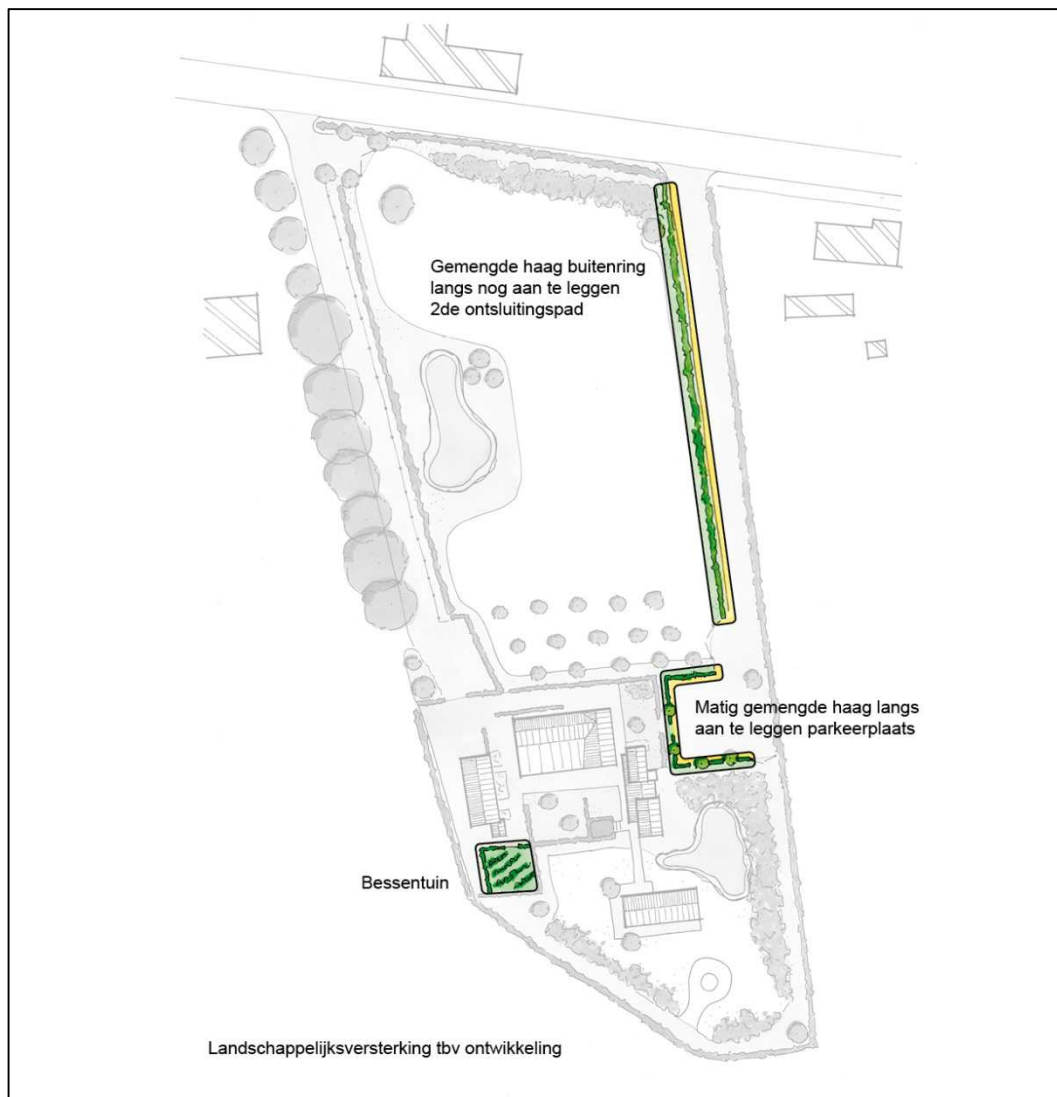 Gemengde haag buitenring
langs nog aan te leggen
2de ontsluitingspad
Matig gemengde haag langs
aan te leggen parkeerplaats
Bessentuin
Landschappelijksversterking tbv ontwikkeling